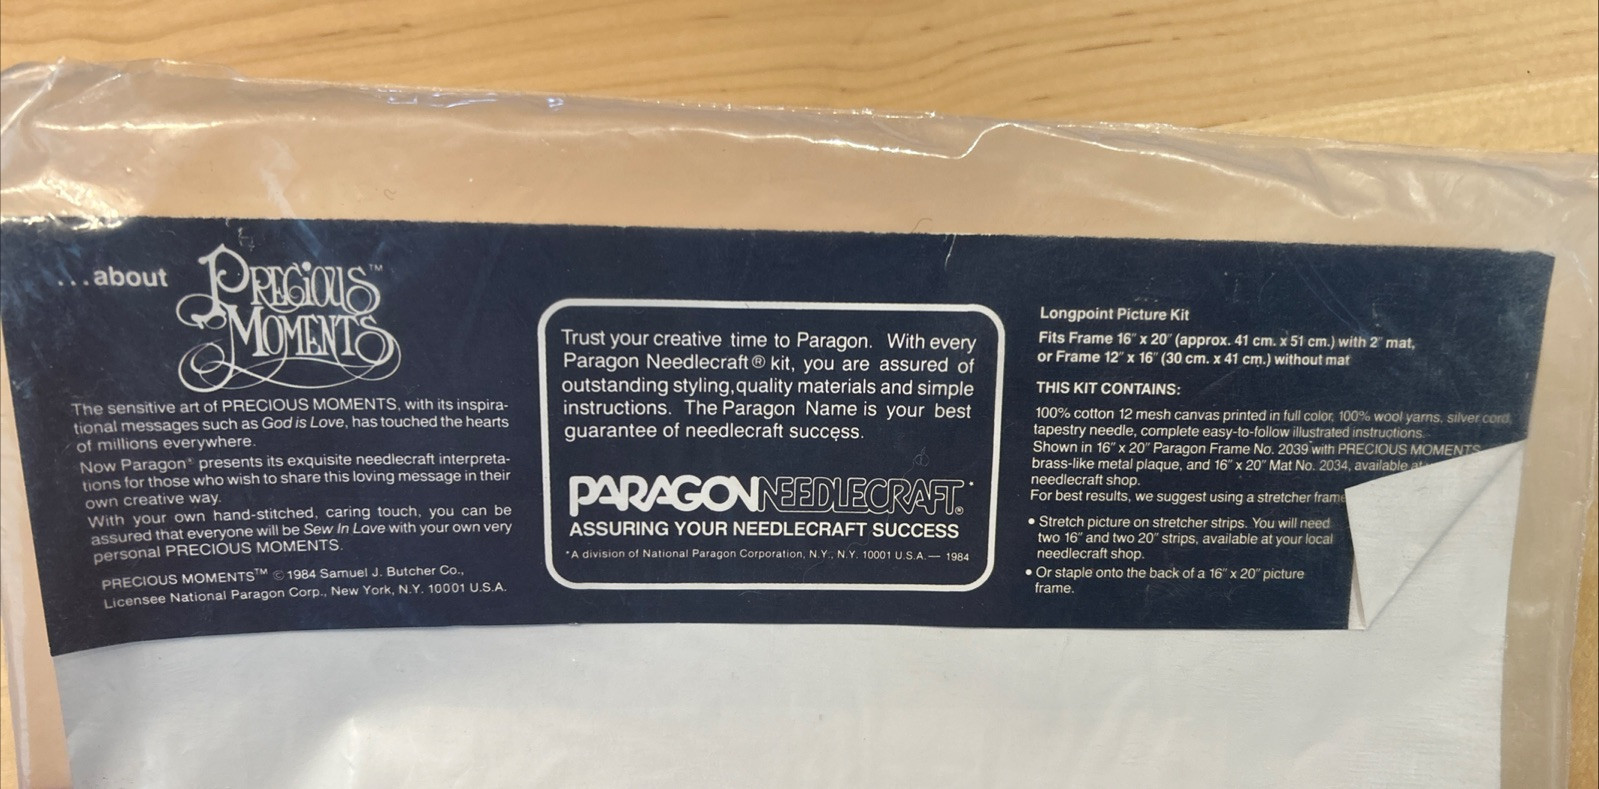 ...about
PRECIOUS™
MOMENTS
The sensitive art of PRECIOUS MOMENTS, with its inspira-
tional messages such as God is Love, has touched the hearts
of millions everywhere.
Now Paragon® presents its exquisite needlecraft interpreta-
tions for those who wish to share this loving message in their
own creative way.
With your own hand-stitched, caring touch, you can be
assured that everyone will be Sew In Love with your own very
personal PRECIOUS MOMENTS.
PRECIOUS MOMENTS™ © 1984 Samuel J. Butcher Co.,
Licensee National Paragon Corp., New York, N.Y. 10001 U.S.A.
Trust your creative time to Paragon. With every
Paragon Needlecraft® kit, you are assured of
outstanding styling, quality materials and simple
instructions. The Paragon Name is your best
guarantee of needlecraft success.
PARAGON NEEDLECRAFT®*
ASSURING YOUR NEEDLECRAFT SUCCESS
*A division of National Paragon Corporation, N.Y., N.Y. 10001 U.S.A.— 1984
Longpoint Picture Kit
Fits Frame 16" x 20" (approx. 41 cm. x 51 cm.) with 2" mat,
or Frame 12" x 16" (30 cm. x 41 cm.) without mat
THIS KIT CONTAINS:
100% cotton 12 mesh canvas printed in full color, 100% wool yarns, silver cord,
tapestry needle, complete easy-to-follow illustrated instructions.
Shown in 16" x 20" Paragon Frame No. 2039 with PRECIOUS MOMENTS
brass-like metal plaque, and 16" x 20" Mat No. 2034, available
needlecraft shop.
For best results, we suggest using a stretcher frame
• Stretch picture on stretcher strips. You will need
two 16" and two 20" strips, available at your local
needlecraft shop.
• Or staple onto the back of a 16" x 20" picture
frame.